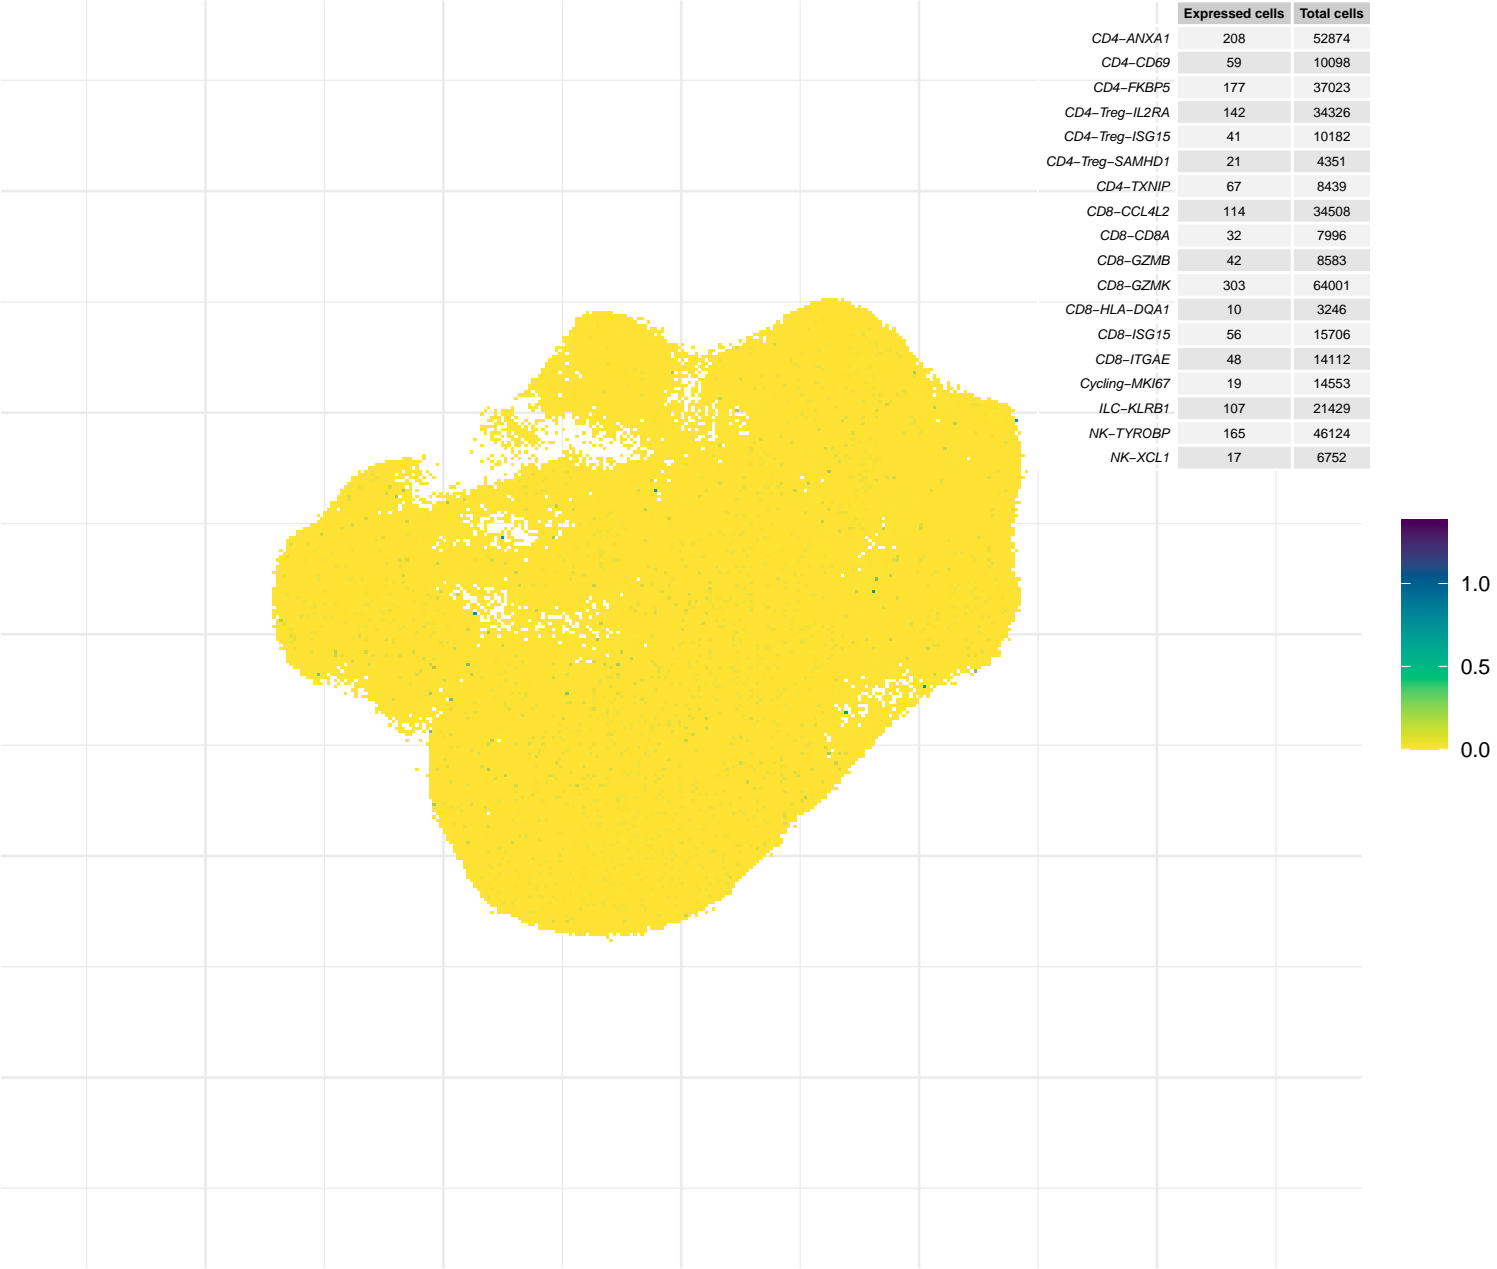 Expressed cells Total cells
CD4−ANXA1 208 52874
CD4−CD69 59 10098
CD4−FKBP5 177 37023
CD4−Treg−IL2RA 142 34326
CD4−Treg−ISG15 41 10182
CD4−Treg−SAMHD1 21 4351
CD4−TXNIP 67 8439
CD8−CCL4L2 114 34508
CD8−CD8A 32 7996
CD8−GZMB 42 8583
CD8−GZMK 303 64001
CD8−HLA−DQA1 10 3246
CD8−ISG15 56 15706
CD8−ITGAE 48 14112
Cycling−MKI67 19 14553
ILC−KLRB1 107 21429
NK−TYROBP 165 46124
NK−XCL1 17 6752
1.0
0.5
0.0